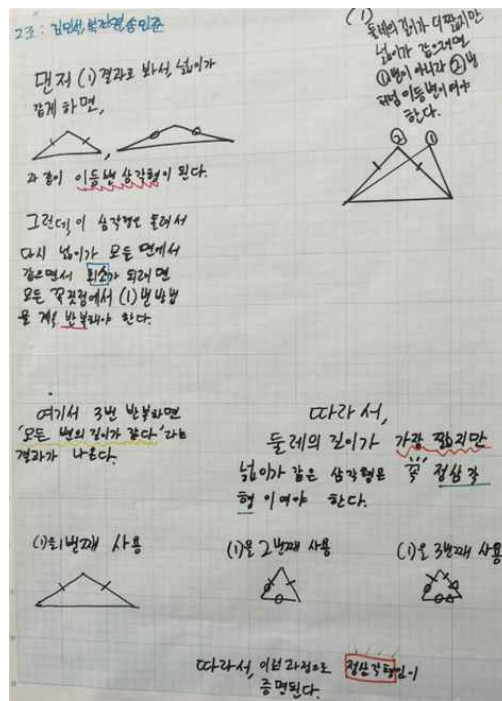 2조: 김민선, 박진열, 송민준
(1)
둘레의 길이가 더 짧지만
넓이가 같으려면
①번이 아니라 ②번
처럼 이등변이여야
한다.
② ①
먼저 (1) 결과로 봐서, 넓이가
같게 하면,
,
과 같이 이등변 삼각형이 된다.
그런데, 이 삼각형도 돌려서
다시 넓이가 모든 면에서
같으면서 최소가 되려면
모든 꼭짓점에서 (1)번 방법
을 계속 반복해야 한다.
여기서 3번 반복하면
'모든 변의 길이가 같다'라는
결과가 나온다.
따라서,
둘레의 길이가 가장 짧지만
넓이가 같은 삼각형은 꼭 정삼각
형 이여야 한다.
(1)을 1번째 사용
(1)을 2번째 사용
(1)을 3번째 사용
따라서, 이런 과정으로 정삼각형임이
증명된다.